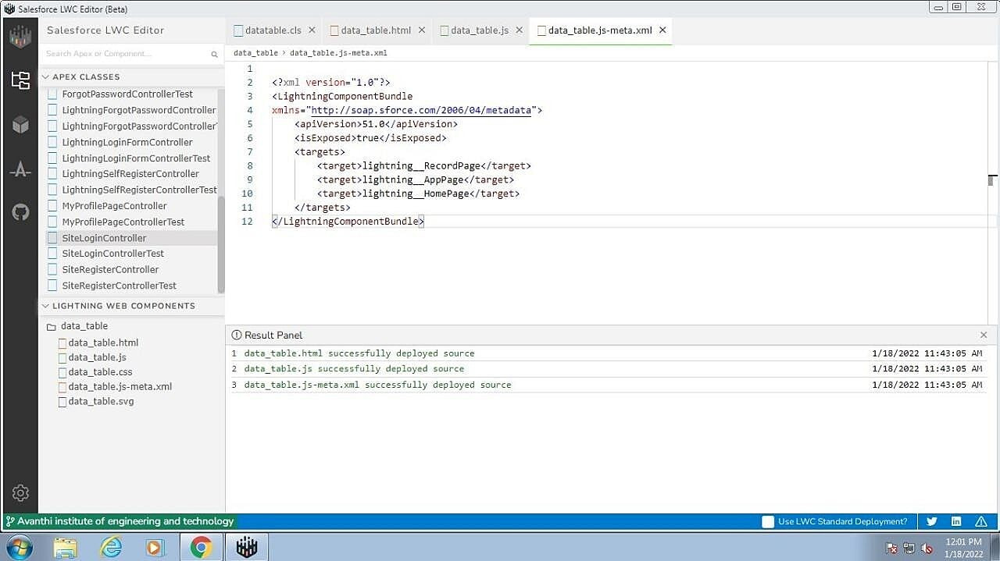 Salesforce LWC Editor (Beta)
Salesforce LWC Editor
Search Apex or Component...
APEX CLASSES
ForgotPasswordControllerTest
LightningForgotPasswordController
LightningForgotPasswordControllerT
LightningLoginFormController
LightningLoginFormControllerTest
LightningSelfRegisterController
LightningSelfRegisterControllerTest
MyProfilePageController
MyProfilePageControllerTest
SiteLoginController
SiteLoginControllerTest
SiteRegisterController
SiteRegisterControllerTest
LIGHTNING WEB COMPONENTS
data_table
data_table.html
data_table.js
data_table.css
data_table.js-meta.xml
data_table.svg
datatable.cls
data_table.html
data_table.js
data_table.js-meta.xml
data_table › data_table.js-meta.xml
1
2 <?xml version="1.0"?>
3 <LightningComponentBundle
4 xmlns="http://soap.sforce.com/2006/04/metadata">
5 <apiVersion>51.0</apiVersion>
6 <isExposed>true</isExposed>
7 <targets>
8 <target>lightning__RecordPage</target>
9 <target>lightning__AppPage</target>
10 <target>lightning__HomePage</target>
11 </targets>
12 </LightningComponentBundle>
Result Panel
1 data_table.html successfully deployed source 1/18/2022 11:43:05 AM
2 data_table.js successfully deployed source 1/18/2022 11:43:05 AM
3 data_table.js-meta.xml successfully deployed source 1/18/2022 11:43:05 AM
Avanthi institute of engineering and technology
Use LWC Standard Deployment?
12:01 PM
1/18/2022